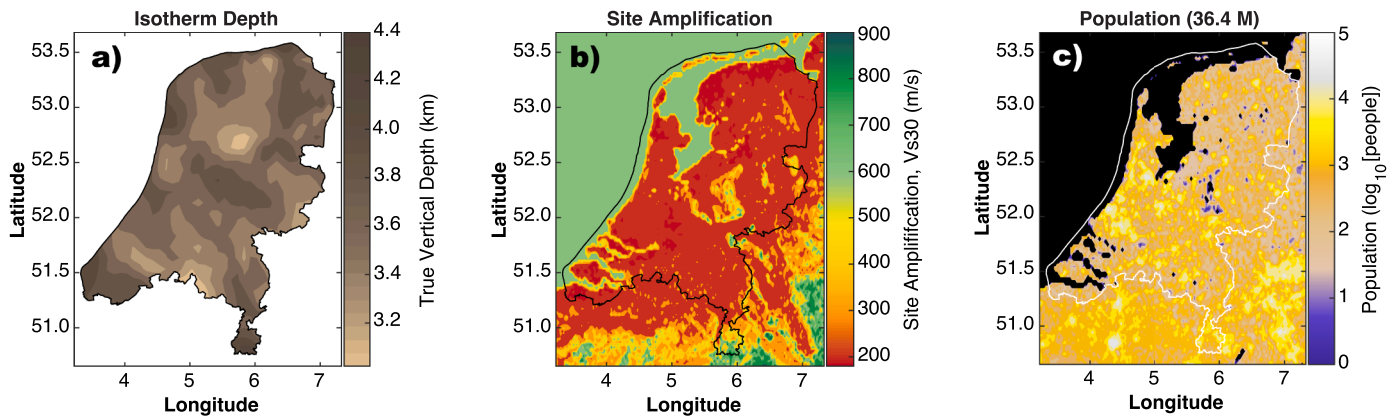 Isotherm Depth
a)
53.5
53.0
52.5
52.0
51.5
51.0
Latitude
4 5 6 7
Longitude
4.4
4.2
4.0
3.8
3.6
3.4
3.2
True Vertical Depth (km)
Site Amplification
b)
53.5
53.0
52.5
52.0
51.5
51.0
Latitude
4 5 6 7
Longitude
900
800
700
600
500
400
300
200
Site Ampliflification, Vs30 (m/s)
Population (36.4 M)
c)
53.5
53.0
52.5
52.0
51.5
51.0
Latitude
4 5 6 7
Longitude
5
4
3
2
1
0
Population (log10[people])